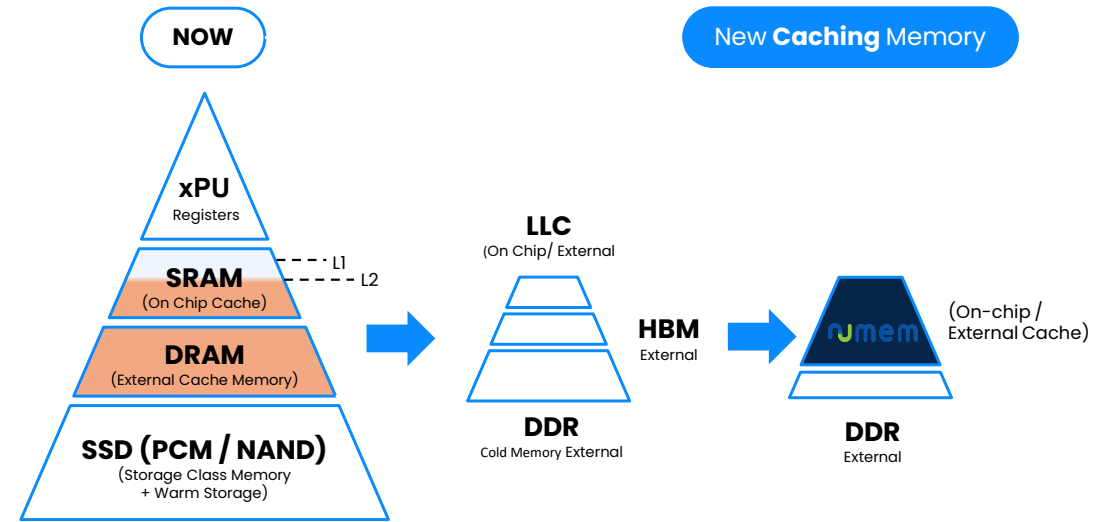 NOW
New Caching Memory
xPU
Registers
SRAM
(On Chip Cache)
L1
L2
DRAM
(External Cache Memory)
SSD (PCM / NAND)
(Storage Class Memory
+ Warm Storage)
LLC
(On Chip/ External
HBM
External
DDR
Cold Memory External
numem
(On-chip /
External Cache)
DDR
External